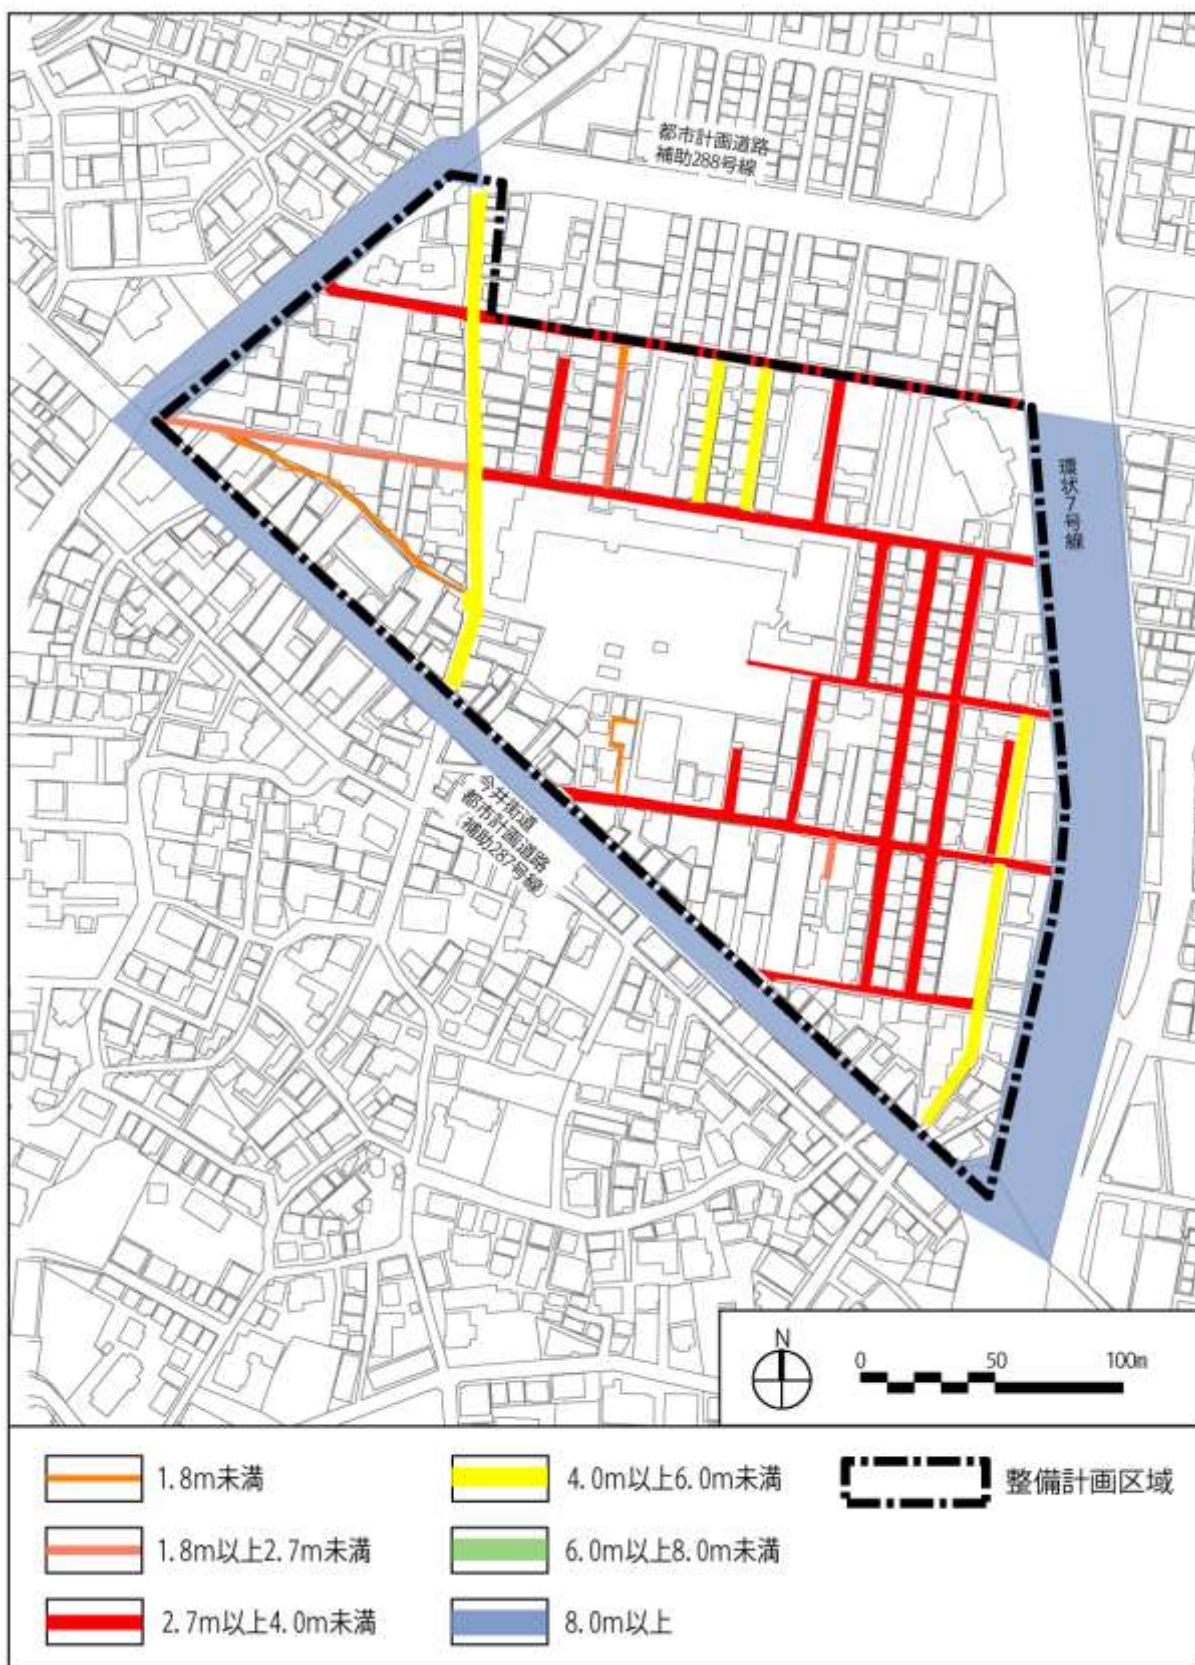 都市計画道路
補助288号線
環状7号線
今井街道
都市計画道路
(補助287号線)
N
0 50 100m
1.8m未満
4.0m以上6.0m未満
整備計画区域
1.8m以上2.7m未満
6.0m以上8.0m未満
2.7m以上4.0m未満
8.0m以上